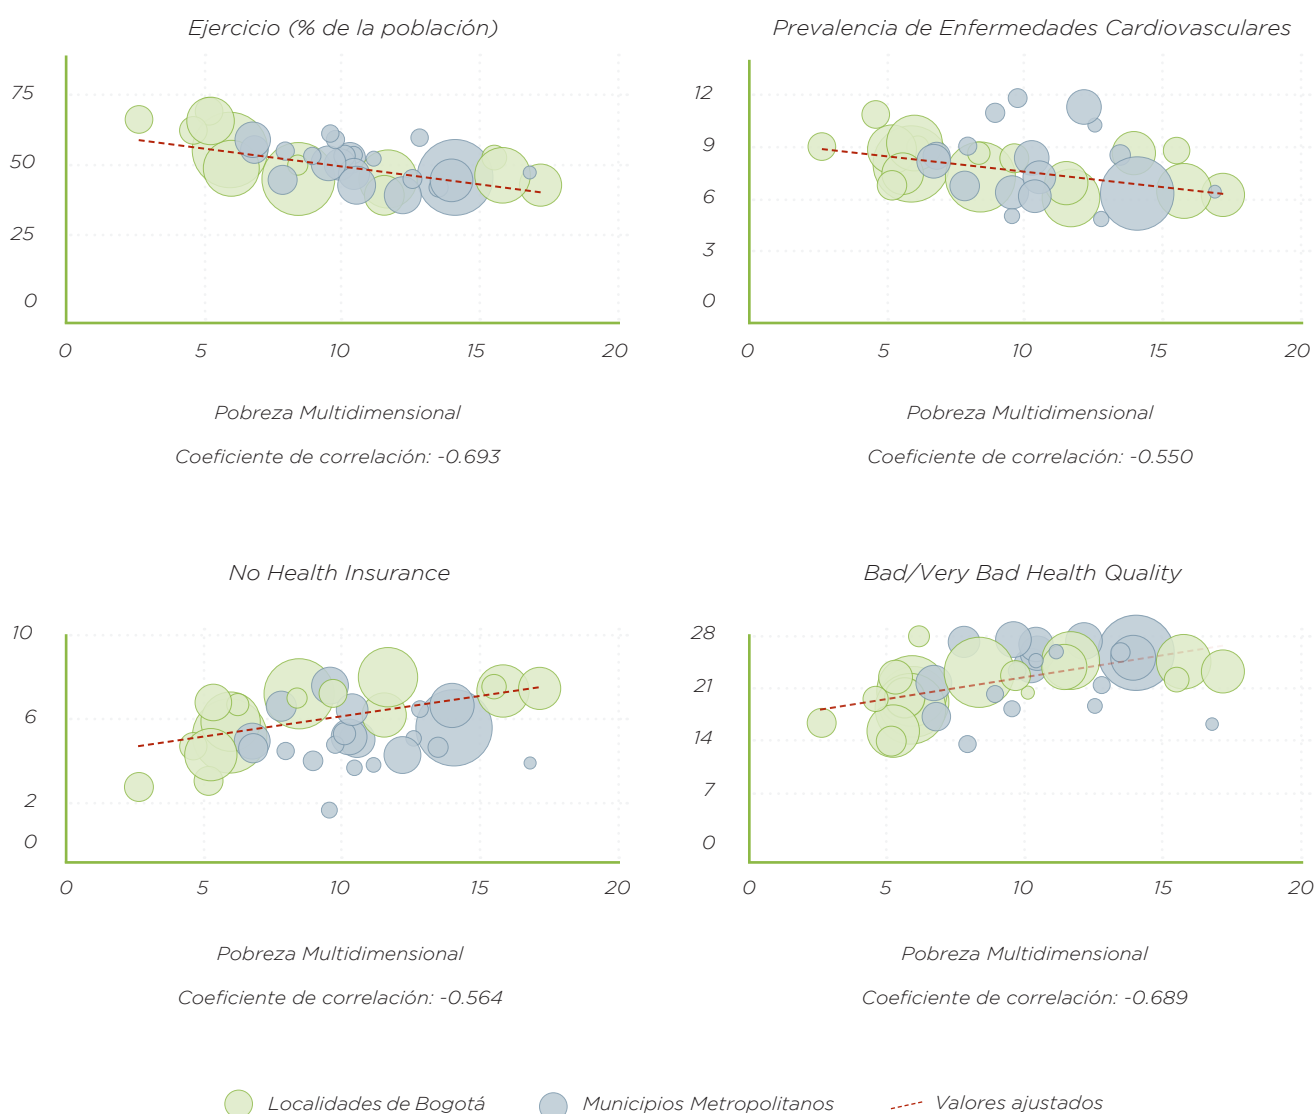 Ejercicio (% de la población)
75
50
25
0
0 5 10 15 20
Pobreza Multidimensional
Coeficiente de correlación: -0.693
Prevalencia de Enfermedades Cardiovasculares
12
9
6
3
0
0 5 10 15 20
Pobreza Multidimensional
Coeficiente de correlación: -0.550
No Health Insurance
10
6
2
0
0 5 10 15 20
Pobreza Multidimensional
Coeficiente de correlación: -0.564
Bad/Very Bad Health Quality
28
21
14
7
0
0 5 10 15 20
Pobreza Multidimensional
Coeficiente de correlación: -0.689
Localidades de Bogotá Municipios Metropolitanos Valores ajustados